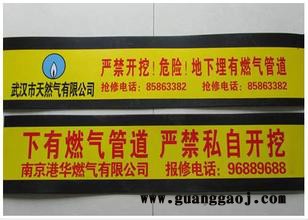 严禁开挖!危险!地下埋有燃气管道
武汉市天然气有限公司
抢修电话:85863382
抢修电话:85863382
下有燃气管道 严禁私自开挖
南京港华燃气有限公司
报修电话:96889688
www.guanggaoj.com